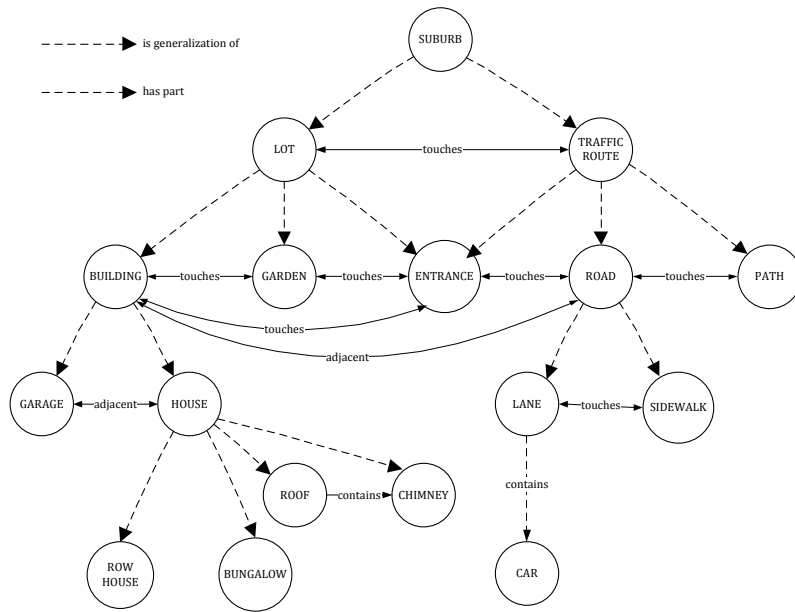 is generalization of
SUBURB
has part
LOT
touches
TRAFFIC
ROUTE
BUILDING
touches
GARDEN
touches
ENTRANCE
touches
ROAD
touches
PATH
touches
adjacent
GARAGE
adjacent
HOUSE
LANE
touches
SIDEWALK
ROOF
contains
CHIMNEY
contains
ROW
HOUSE
BUNGALOW
CAR